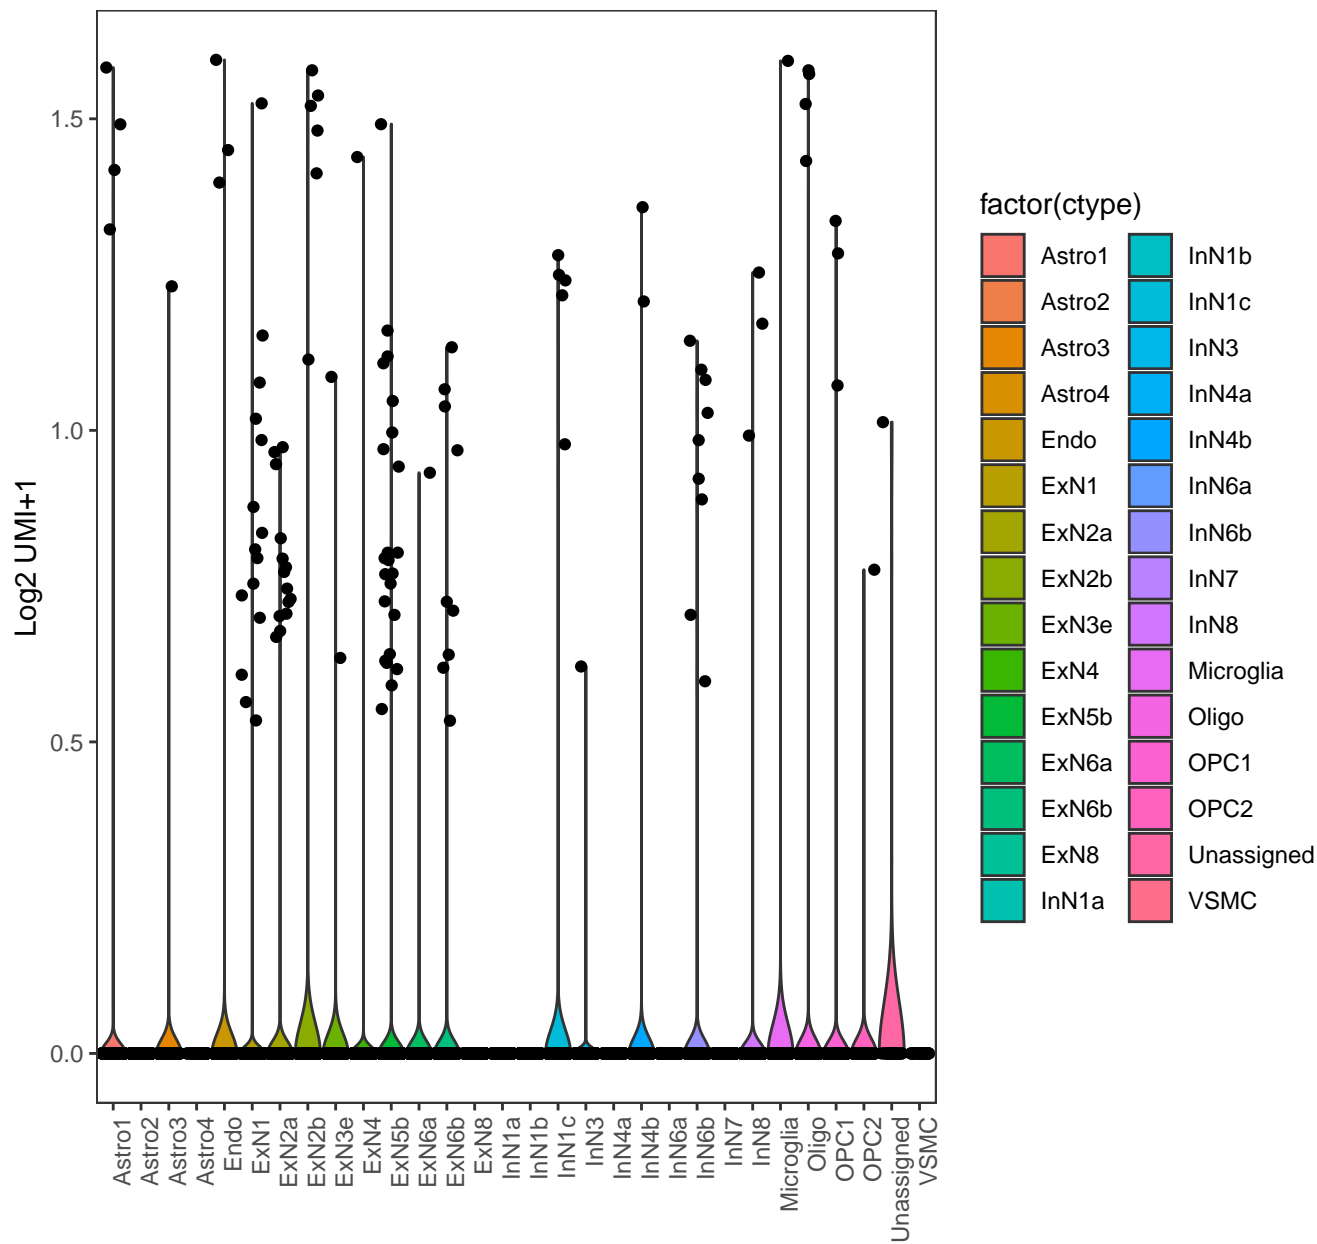 Log2 UMI+1
1.5
1.0
0.5
0.0
Astro1
Astro2
Astro3
Astro4
Endo
ExN1
ExN2a
ExN2b
ExN3e
ExN4
ExN5b
ExN6a
ExN6b
ExN8
InN1a
InN1b
InN1c
InN3
InN4a
InN4b
InN6a
InN6b
InN7
InN8
Microglia
Oligo
OPC1
OPC2
Unassigned
VSMC
factor(ctype)
Astro1
Astro2
Astro3
Astro4
Endo
ExN1
ExN2a
ExN2b
ExN3e
ExN4
ExN5b
ExN6a
ExN6b
ExN8
InN1a
InN1b
InN1c
InN3
InN4a
InN4b
InN6a
InN6b
InN7
InN8
Microglia
Oligo
OPC1
OPC2
Unassigned
VSMC